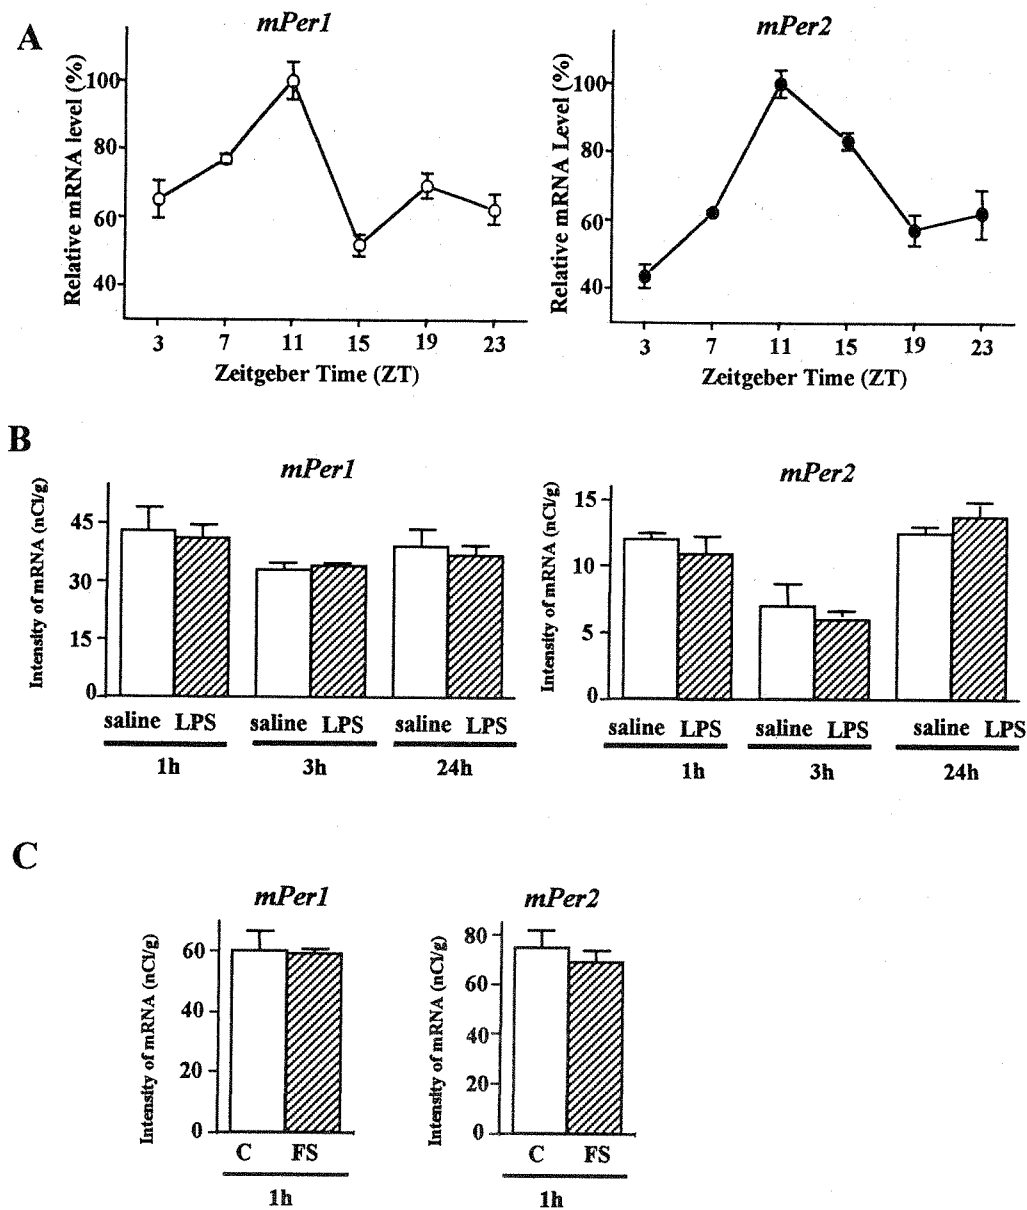 A
mPer1
mPer2
Relative mRNA level (%)
100
80
60
40
3 7 11 15 19 23
Zeitgeber Time (ZT)
Relative mRNA Level (%)
100
80
60
40
3 7 11 15 19 23
Zeitgeber Time (ZT)
B
mPer1
mPer2
Intensity of mRNA (nCi/g)
45
30
15
0
saline LPS saline LPS saline LPS
1h 3h 24h
Intensity of mRNA (nCi/g)
15
10
5
0
saline LPS saline LPS saline LPS
1h 3h 24h
C
mPer1
mPer2
Intensity of mRNA (nCi/g)
60
40
20
0
C FS
1h
Intensity of mRNA (nCi/g)
80
60
40
20
0
C FS
1h